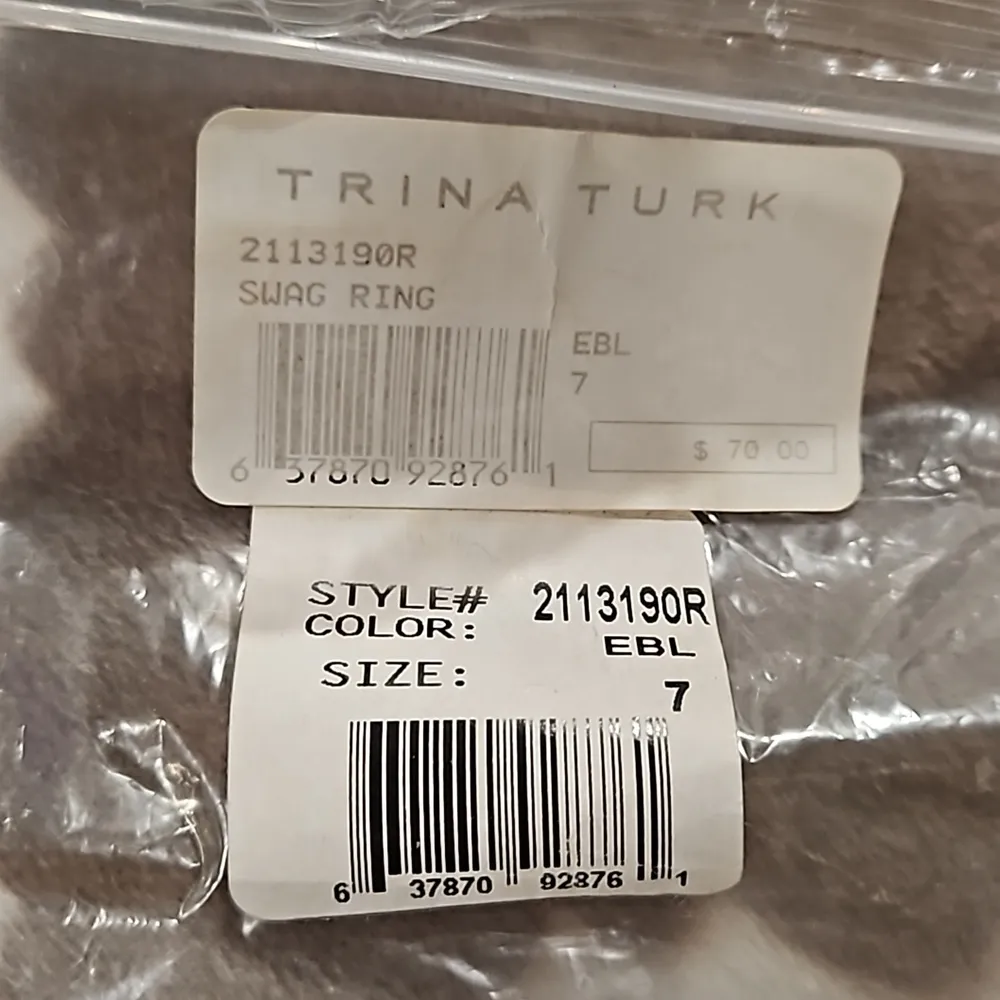 TRINA TURK
2113190R
SWAG RING
EBL
7
$ 70 00
6 37870 92876 1
STYLE# 2113190R
COLOR: EBL
SIZE: 7
6 37870 92876 1